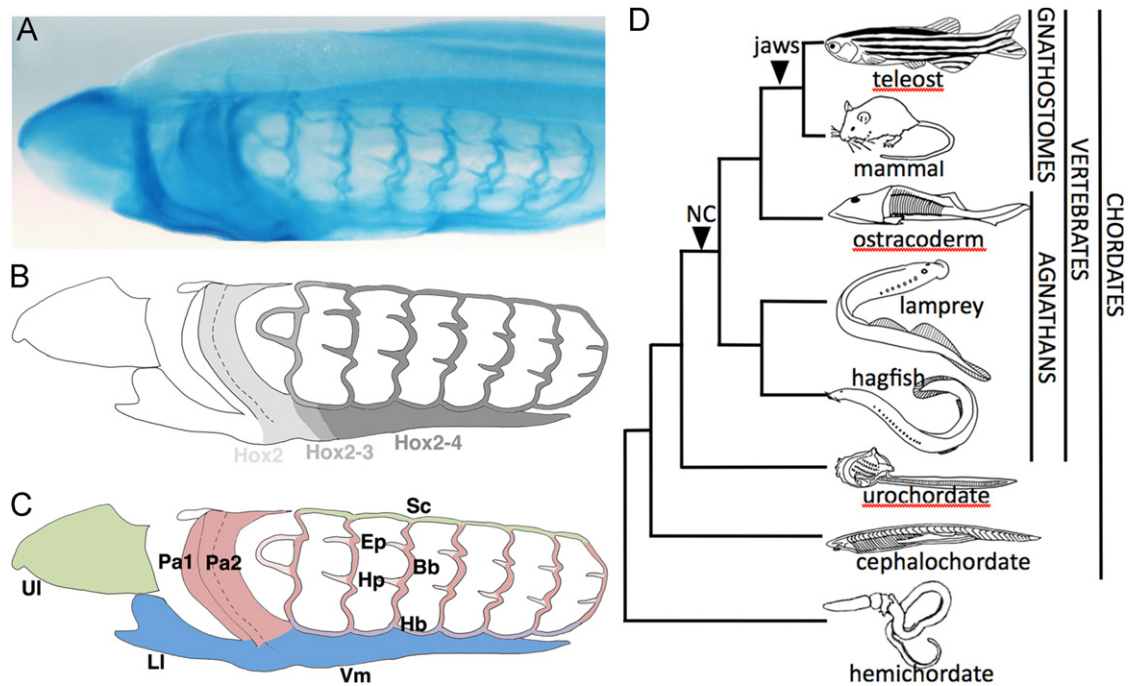 A
B
Hox2
Hox2-3
Hox2-4
C
Sc
Ep
Pa1
Pa2
Bb
Hp
Ul
Hb
Ll
Vm
D
jaws
teleost
mammal
NC
ostracoderm
lamprey
hagfish
urochordate
cephalochordate
hemichordate
GNATHOSTOMES
AGNATHANS
VERTEBRATES
CHORDATES